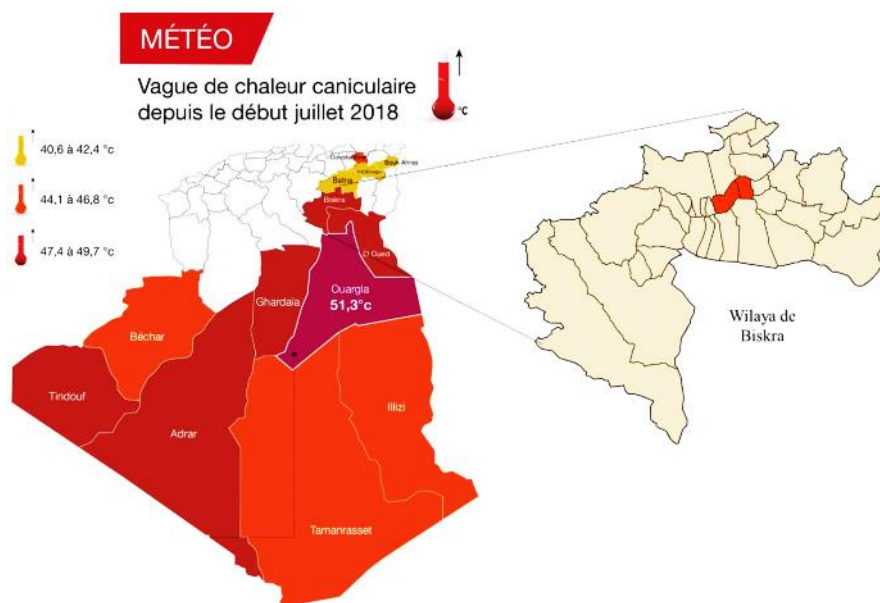 MÉTÉO
Vague de chaleur caniculaire
depuis le début juillet 2018
°C
40,6 à 42,4 °c
44,1 à 46,8 °c
47,4 à 49,7 °c
Souk Ahras
Batna
Biskra
El Oued
Ouargla
51,3°c
Ghardaïa
Béchar
Tindouf
Adrar
Illizi
Tamanrasset
Wilaya de
Biskra